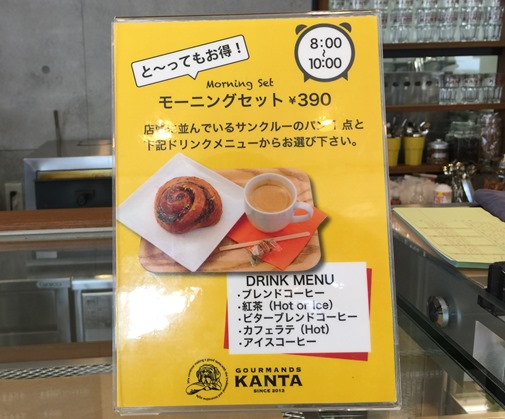 と〜ってもお得！
8:00
〜
10:00
Morning Set
モーニングセット ¥390
店頭に並んでいるサンクルーのパン1点と
下記ドリンクメニューからお選び下さい。
DRINK MENU
・ブレンドコーヒー
・紅茶（Hot or Ice）
・ビターブレンドコーヒー
・カフェラテ（Hot）
・アイスコーヒー
GOURMANDS
KANTA
SINCE 2012